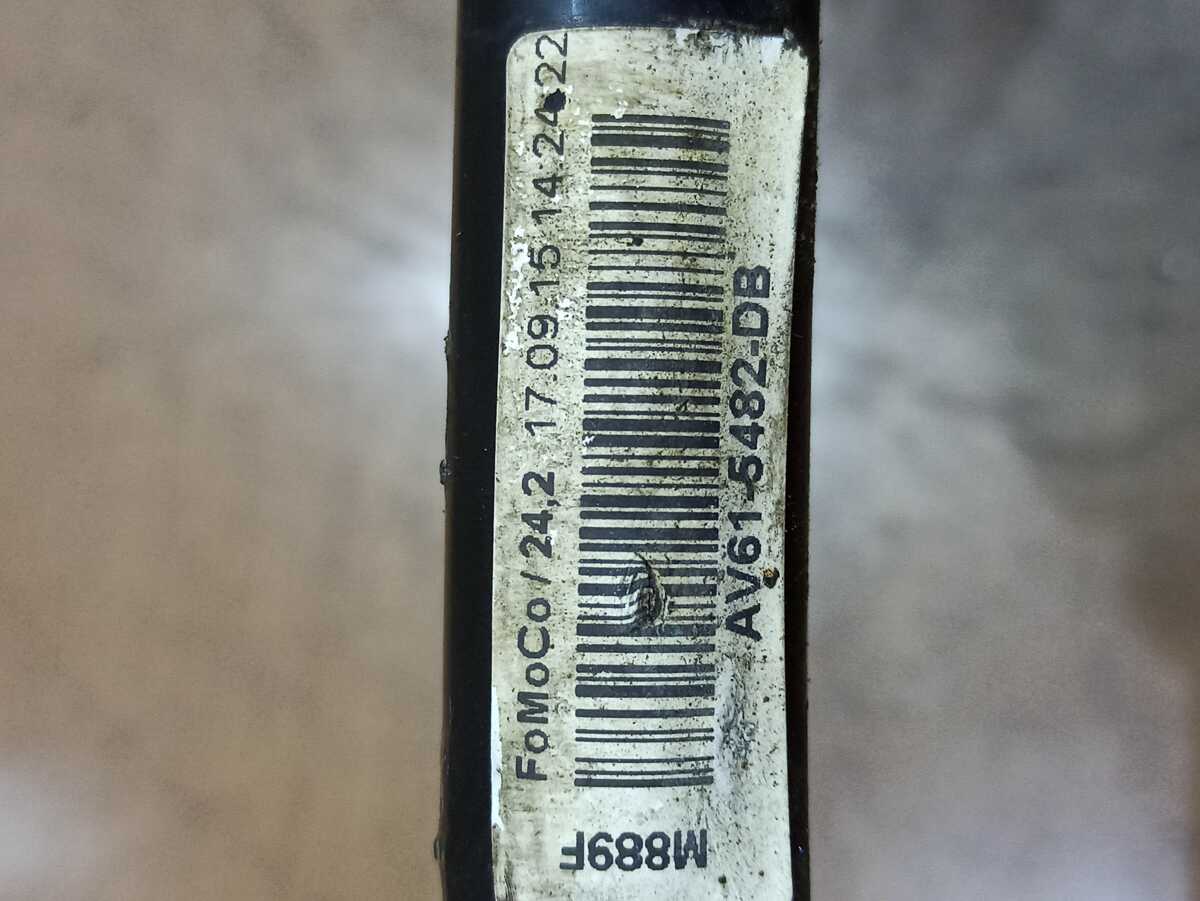 FoMoCo / 24,2 17.09.15 14:24:22
AV61-5482-DB
M889F